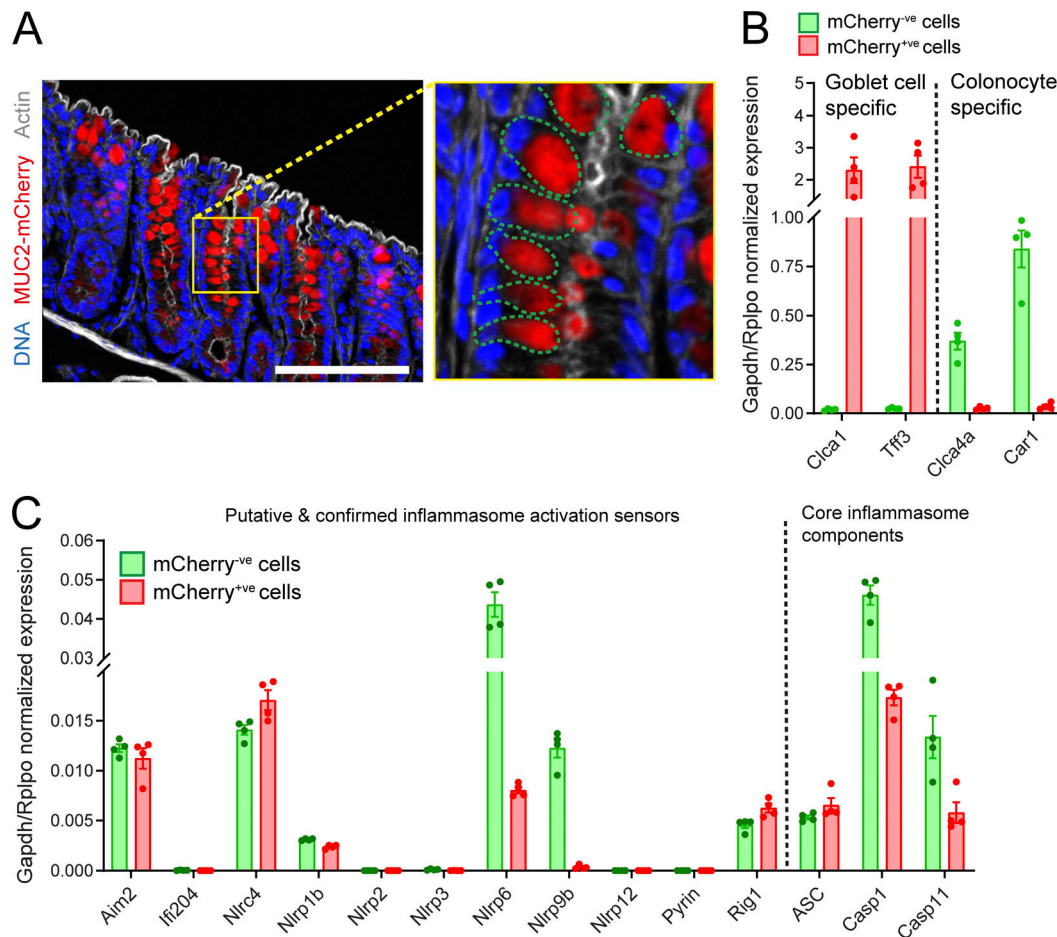 A
DNA MUC2-mCherry Actin
B
mCherry-ve cells
mCherry+ve cells
Gapdh/Rplpo normalized expression
Goblet cell
specific
Colonocyte
specific
5
4
3
2
1.00
0.75
0.50
0.25
0.00
Clca1
Tff3
Clca4a
Car1
C
Putative & confirmed inflammasome activation sensors
Core inflammasome
components
mCherry-ve cells
mCherry+ve cells
Gapdh/Rplpo normalized expression
0.06
0.05
0.04
0.03
0.015
0.010
0.005
0.000
Aim2
Ifi204
Nlrc4
Nlrp1b
Nlrp2
Nlrp3
Nlrp6
Nlrp9b
Nlrp12
Pyrin
Rig1
ASC
Casp1
Casp11